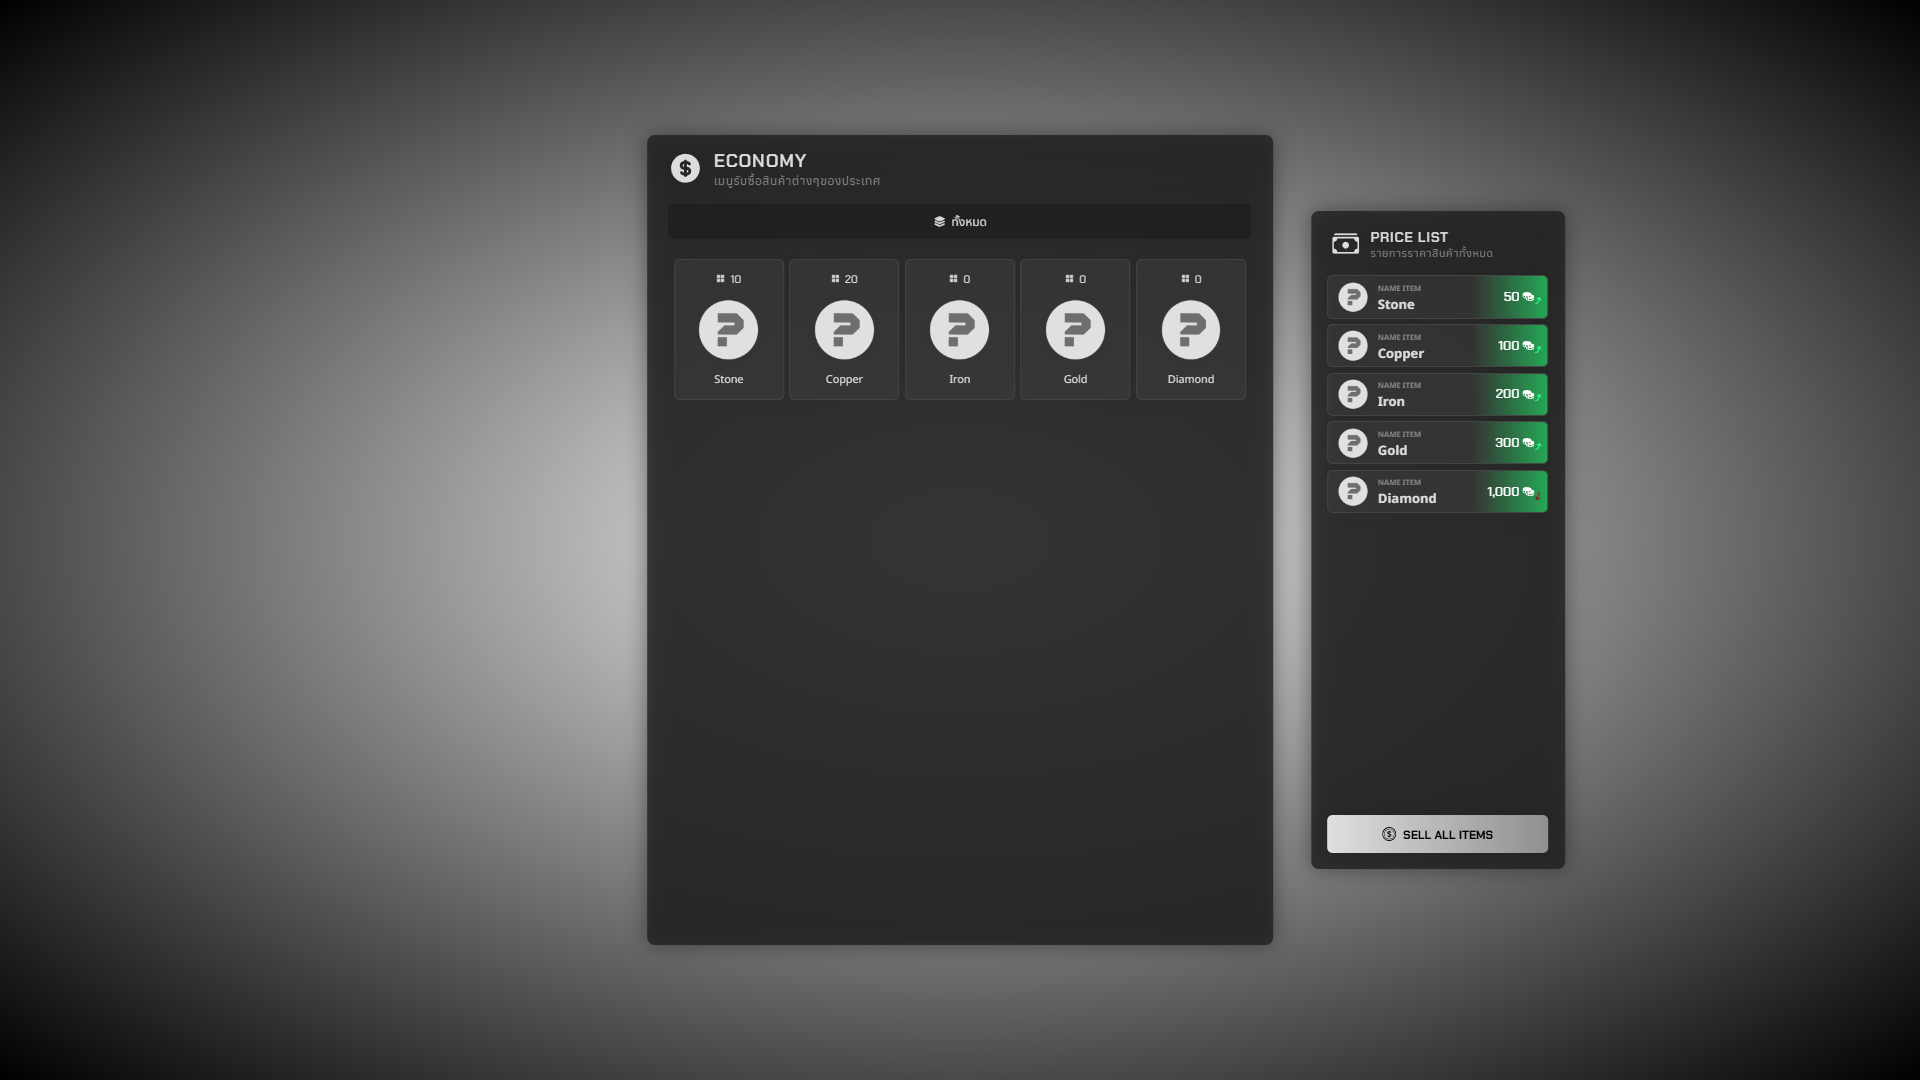 ECONOMY
เมนูรับซื้อสินค้าต่างๆของประเทศ
ทั้งหมด
10
20
0
0
0
Stone
Copper
Iron
Gold
Diamond
PRICE LIST
รายการราคาสินค้าทั้งหมด
NAME ITEM
Stone
50
NAME ITEM
Copper
100
NAME ITEM
Iron
200
NAME ITEM
Gold
300
NAME ITEM
Diamond
1,000
SELL ALL ITEMS